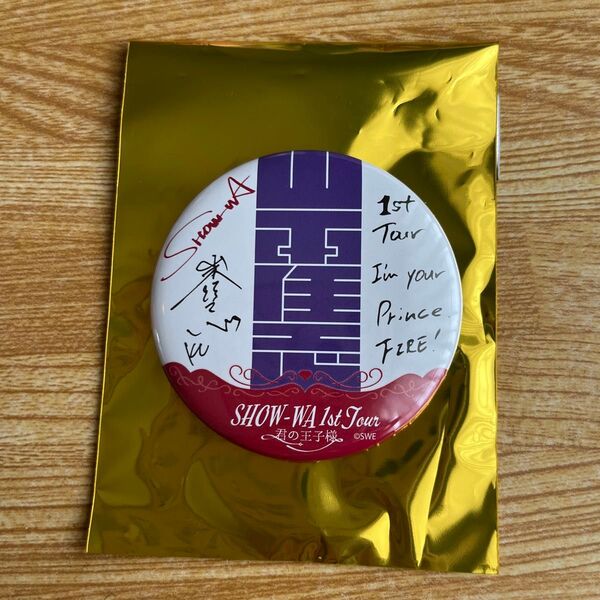 SHOW-WA
1st
Tour
I'm your
Prince.
FIRE!
SHOW-WA 1st Tour
君の王子様
©SWE